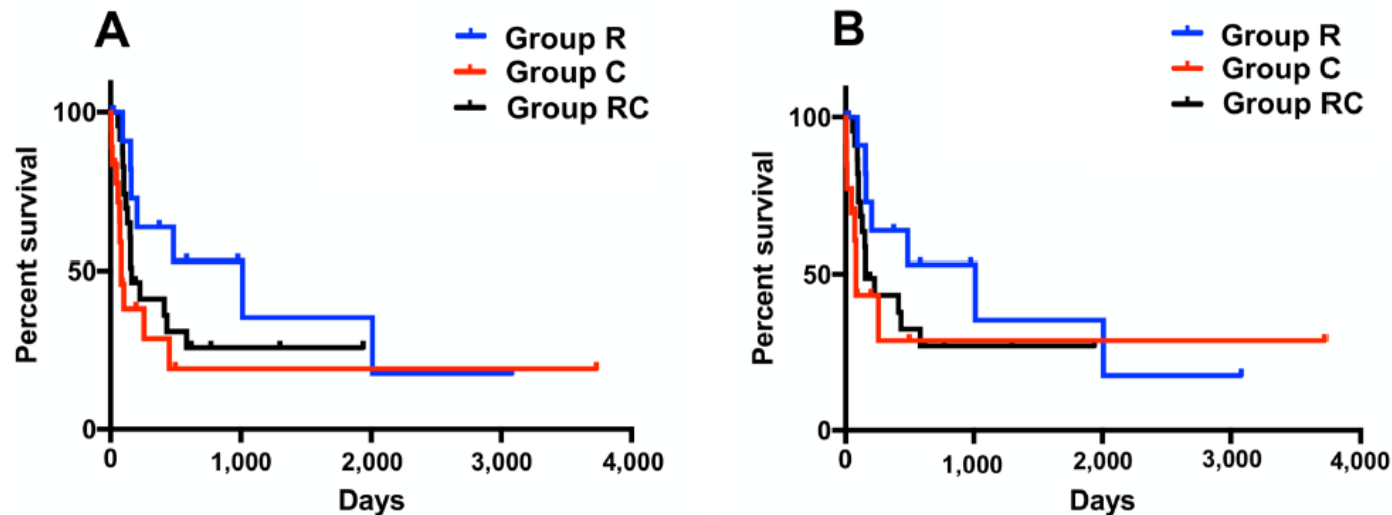 A
Group R
Group C
Group RC
100
50
0
Percent survival
0
1,000
2,000
3,000
4,000
Days
B
Group R
Group C
Group RC
100
50
0
Percent survival
0
1,000
2,000
3,000
4,000
Days